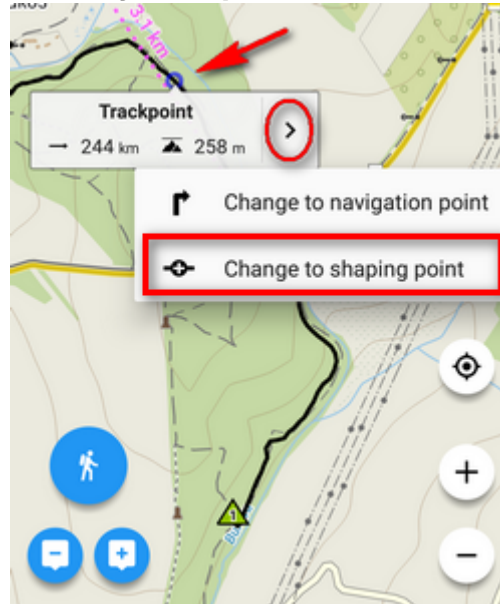 3.1 km
Trackpoint
244 km 258 m
Change to navigation point
Change to shaping point
1